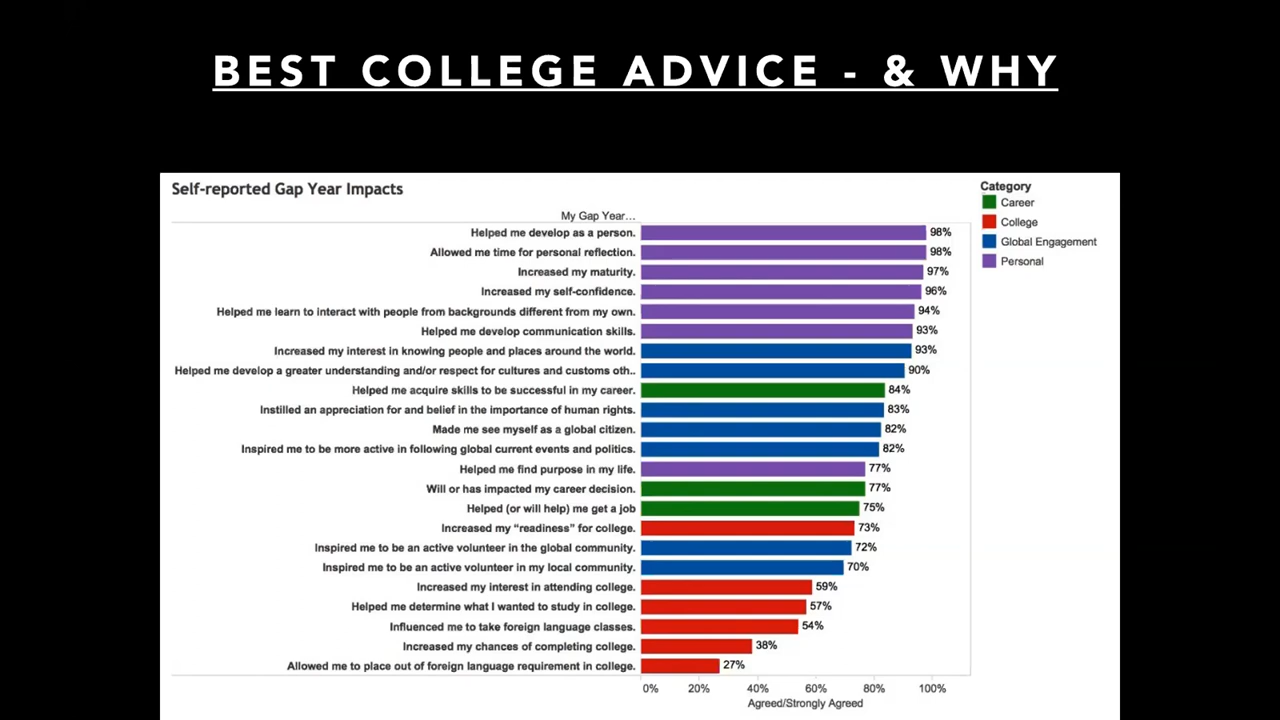 BEST COLLEGE ADVICE - & WHY
Self-reported Gap Year Impacts
My Gap Year...
Helped me develop as a person. 98%
Allowed me time for personal reflection. 98%
Increased my maturity. 97%
Increased my self-confidence. 96%
Helped me learn to interact with people from backgrounds different from my own. 94%
Helped me develop communication skills. 93%
Increased my interest in knowing people and places around the world. 93%
Helped me develop a greater understanding and/or respect for cultures and customs oth.. 90%
Helped me acquire skills to be successful in my career. 84%
Instilled an appreciation for and belief in the importance of human rights. 83%
Made me see myself as a global citizen. 82%
Inspired me to be more active in following global current events and politics. 82%
Helped me find purpose in my life. 77%
Will or has impacted my career decision. 77%
Helped (or will help) me get a job 75%
Increased my “readiness” for college. 73%
Inspired me to be an active volunteer in the global community. 72%
Inspired me to be an active volunteer in my local community. 70%
Increased my interest in attending college. 59%
Helped me determine what I wanted to study in college. 57%
Influenced me to take foreign language classes. 54%
Increased my chances of completing college. 38%
Allowed me to place out of foreign language requirement in college. 27%
0% 20% 40% 60% 80% 100%
Agreed/Strongly Agreed
Category
Career
College
Global Engagement
Personal